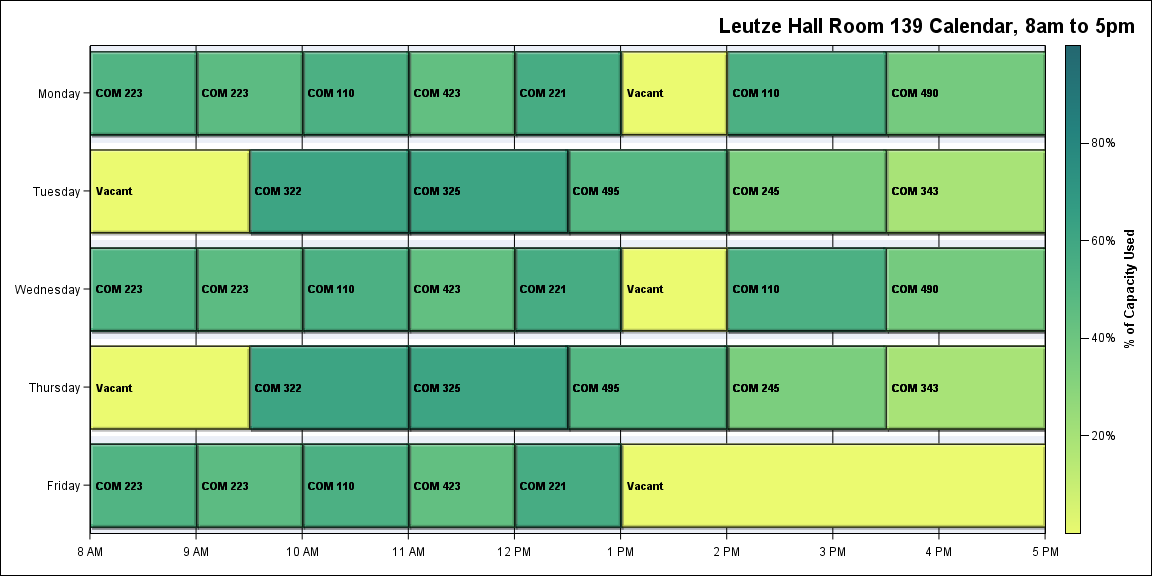 Leutze Hall Room 139 Calendar, 8am to 5pm
Monday
COM 223
COM 223
COM 110
COM 423
COM 221
Vacant
COM 110
COM 490
Tuesday
Vacant
COM 322
COM 325
COM 495
COM 245
COM 343
Wednesday
COM 223
COM 223
COM 110
COM 423
COM 221
Vacant
COM 110
COM 490
Thursday
Vacant
COM 322
COM 325
COM 495
COM 245
COM 343
Friday
COM 223
COM 223
COM 110
COM 423
COM 221
Vacant
8 AM
9 AM
10 AM
11 AM
12 PM
1 PM
2 PM
3 PM
4 PM
5 PM
80%
60%
40%
20%
% of Capacity Used